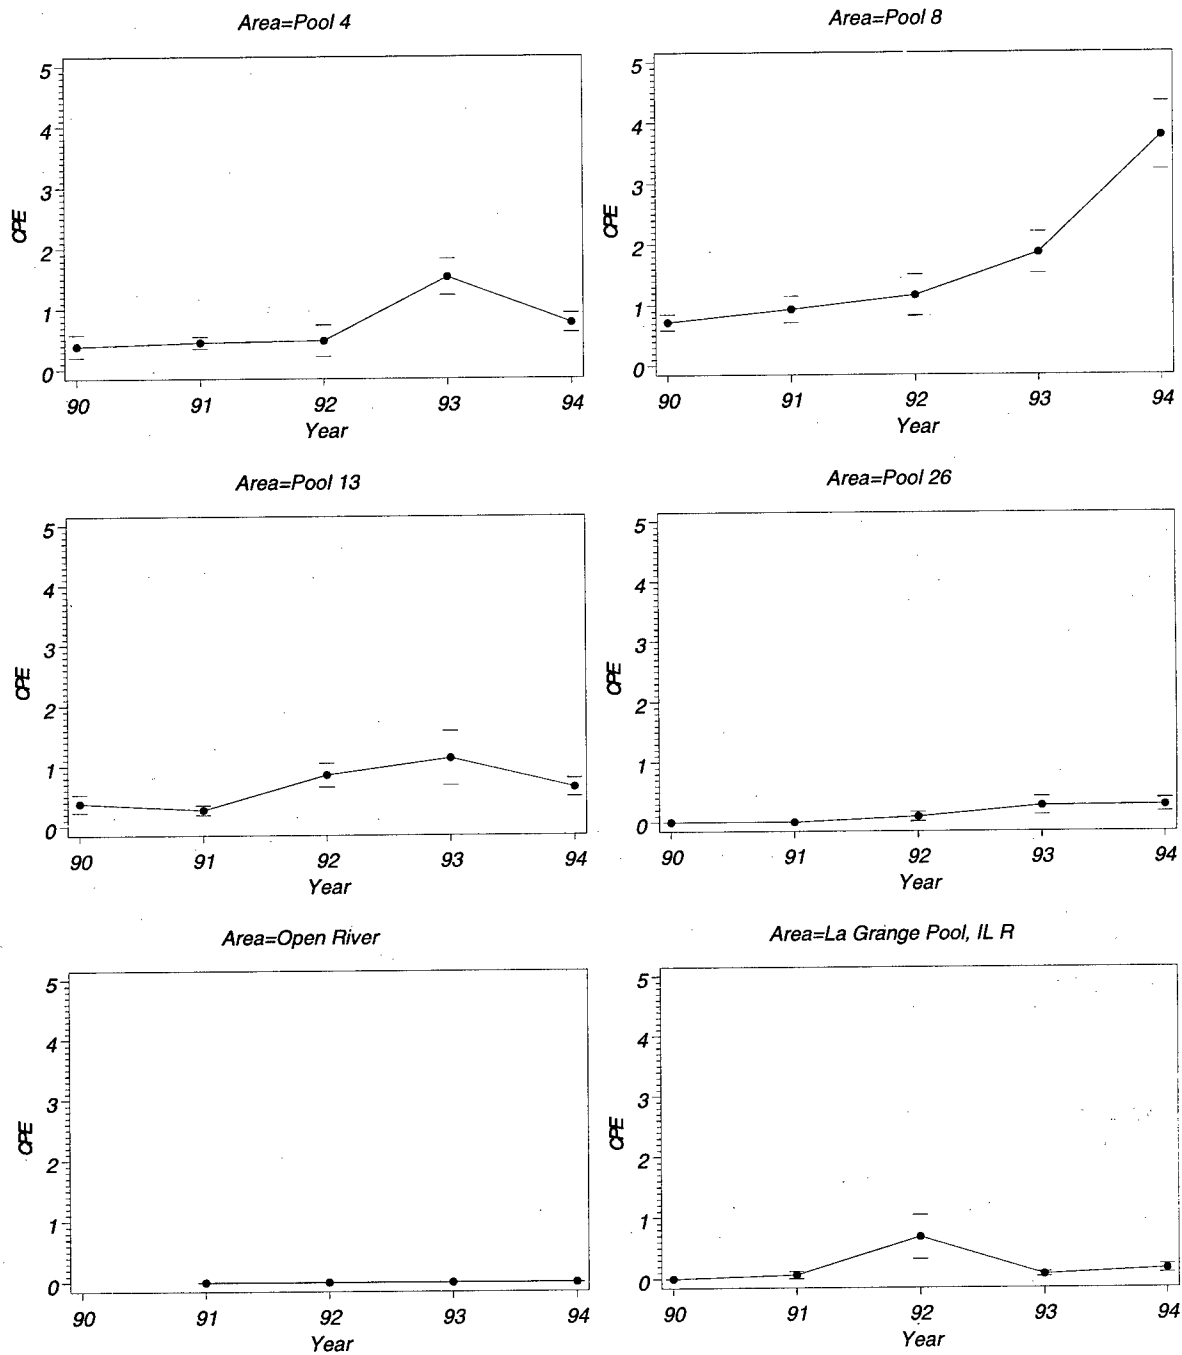 Area=Pool 4
5
4
3
2
1
0
CPE
90 91 92 93 94
Year
Area=Pool 8
5
4
3
2
1
0
CPE
90 91 92 93 94
Year
Area=Pool 13
5
4
3
2
1
0
CPE
90 91 92 93 94
Year
Area=Pool 26
5
4
3
2
1
0
CPE
90 91 92 93 94
Year
Area=Open River
5
4
3
2
1
0
CPE
90 91 92 93 94
Year
Area=La Grange Pool, IL R
5
4
3
2
1
0
CPE
90 91 92 93 94
Year